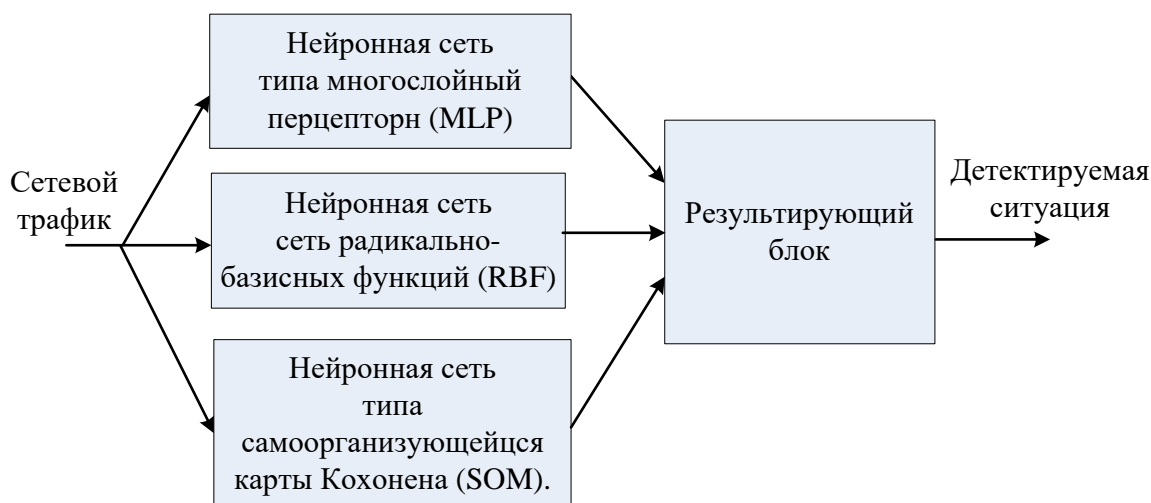 Сетевой
трафик
Нейронная сеть
типа многослойный
перцепторн (MLP)
Нейронная сеть
сеть радикально-
базисных функций (RBF)
Нейронная сеть
типа
самоорганизующейцся
карты Кохонена (SOM).
Результирующий
блок
Детектируемая
ситуация